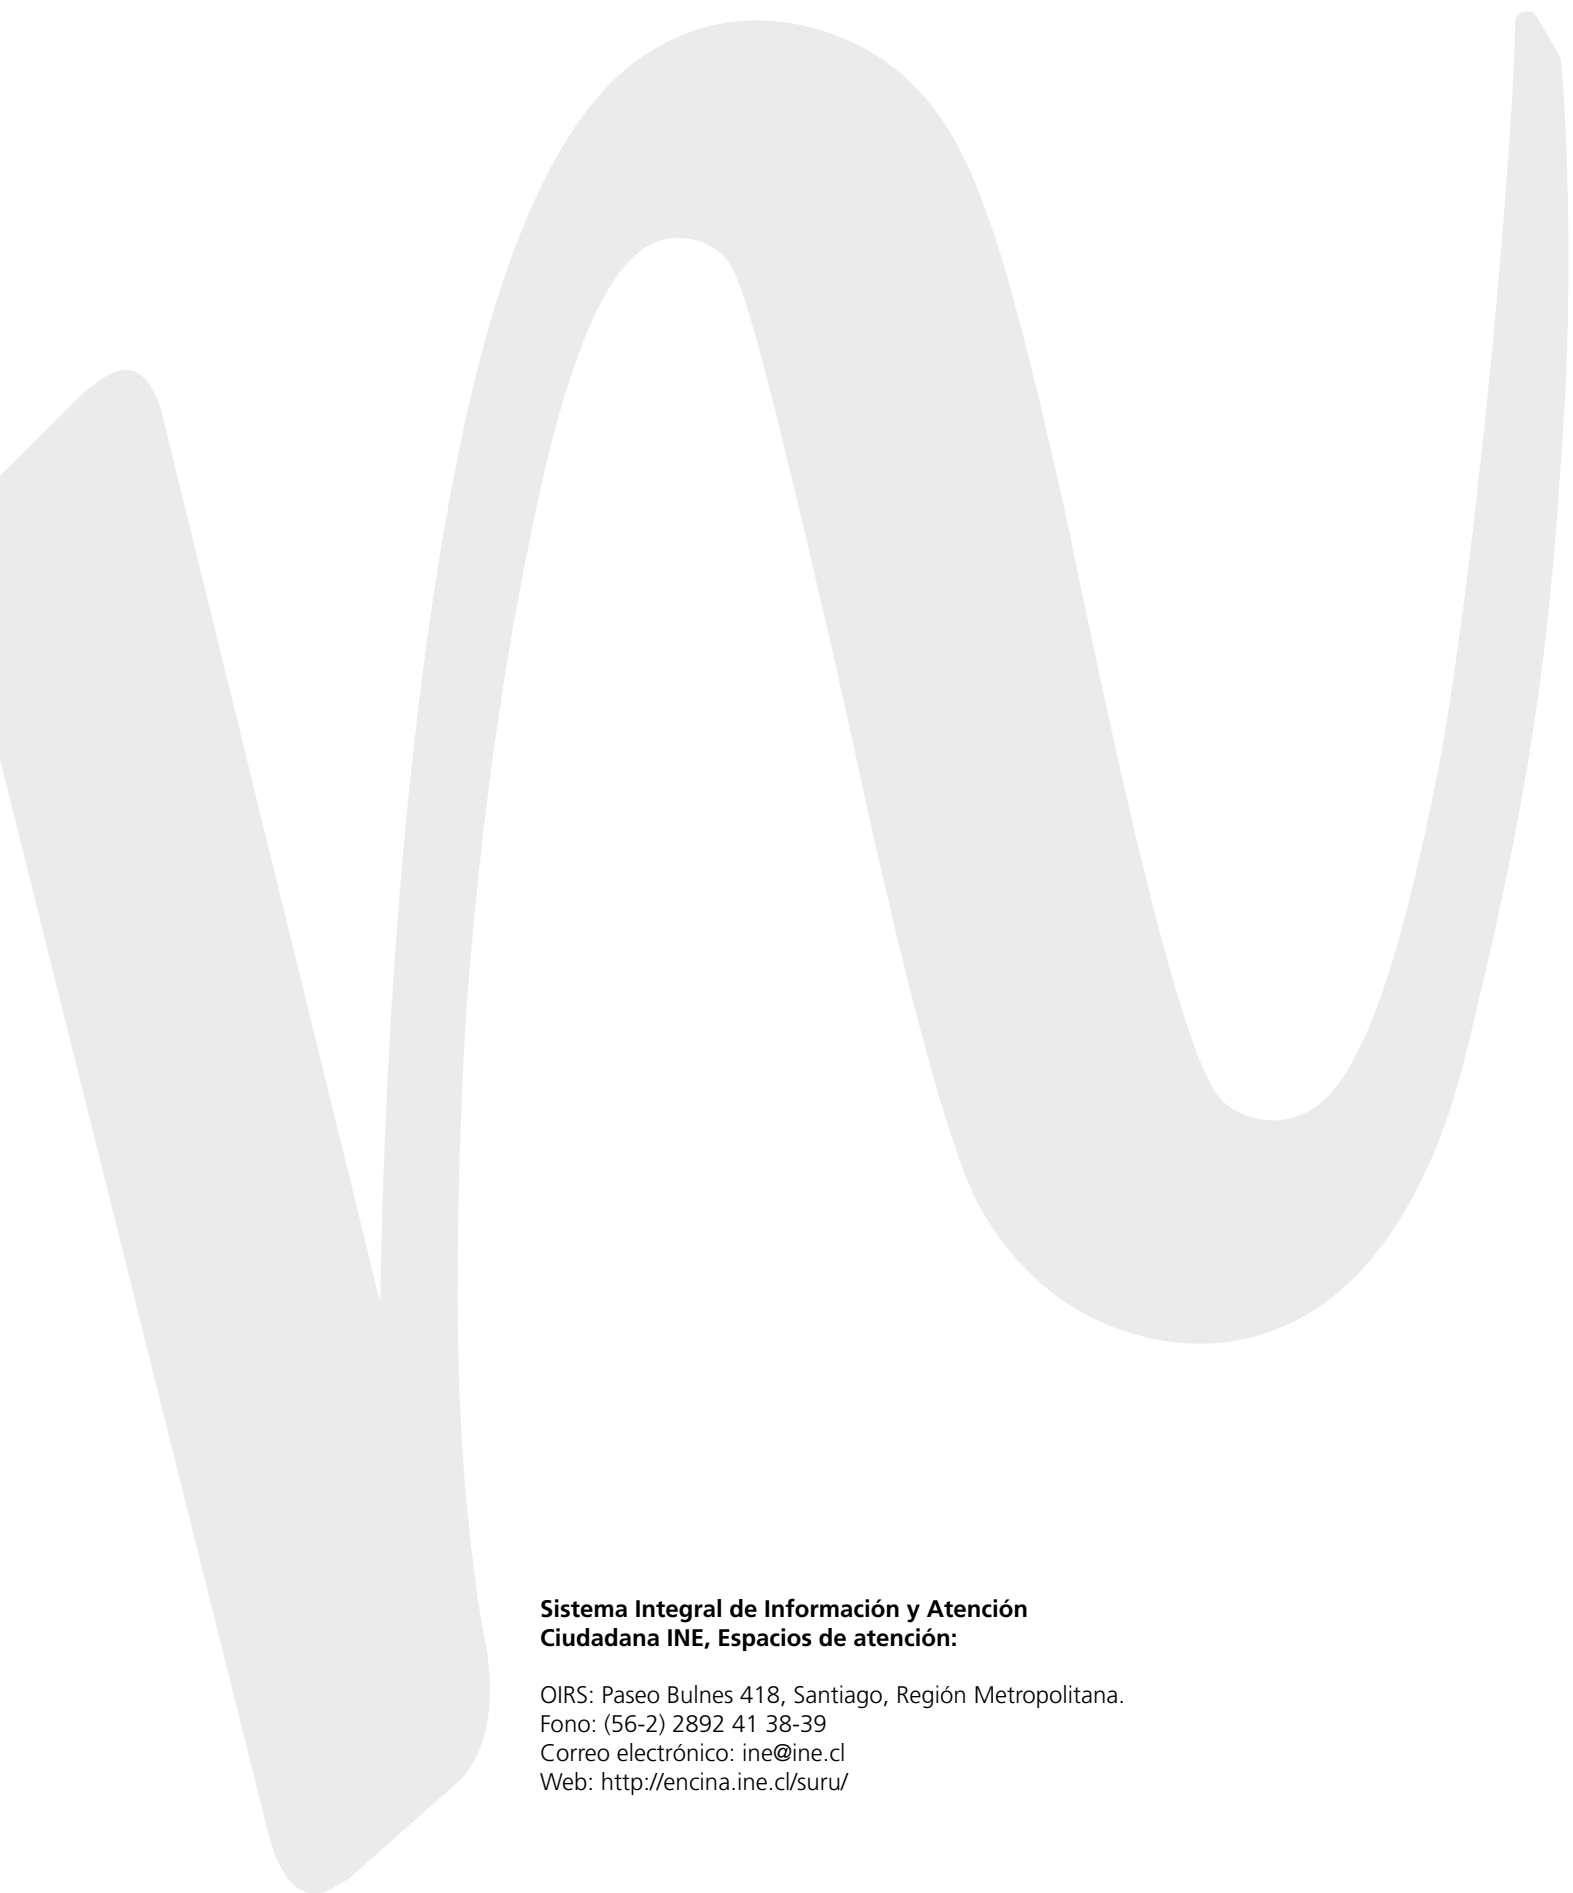 Sistema Integral de Información y Atención
Ciudadana INE, Espacios de atención:
OIRS: Paseo Bulnes 418, Santiago, Región Metropolitana.
Fono: (56-2) 2892 41 38-39
Correo electrónico: ine@ine.cl
Web: http://encina.ine.cl/suru/